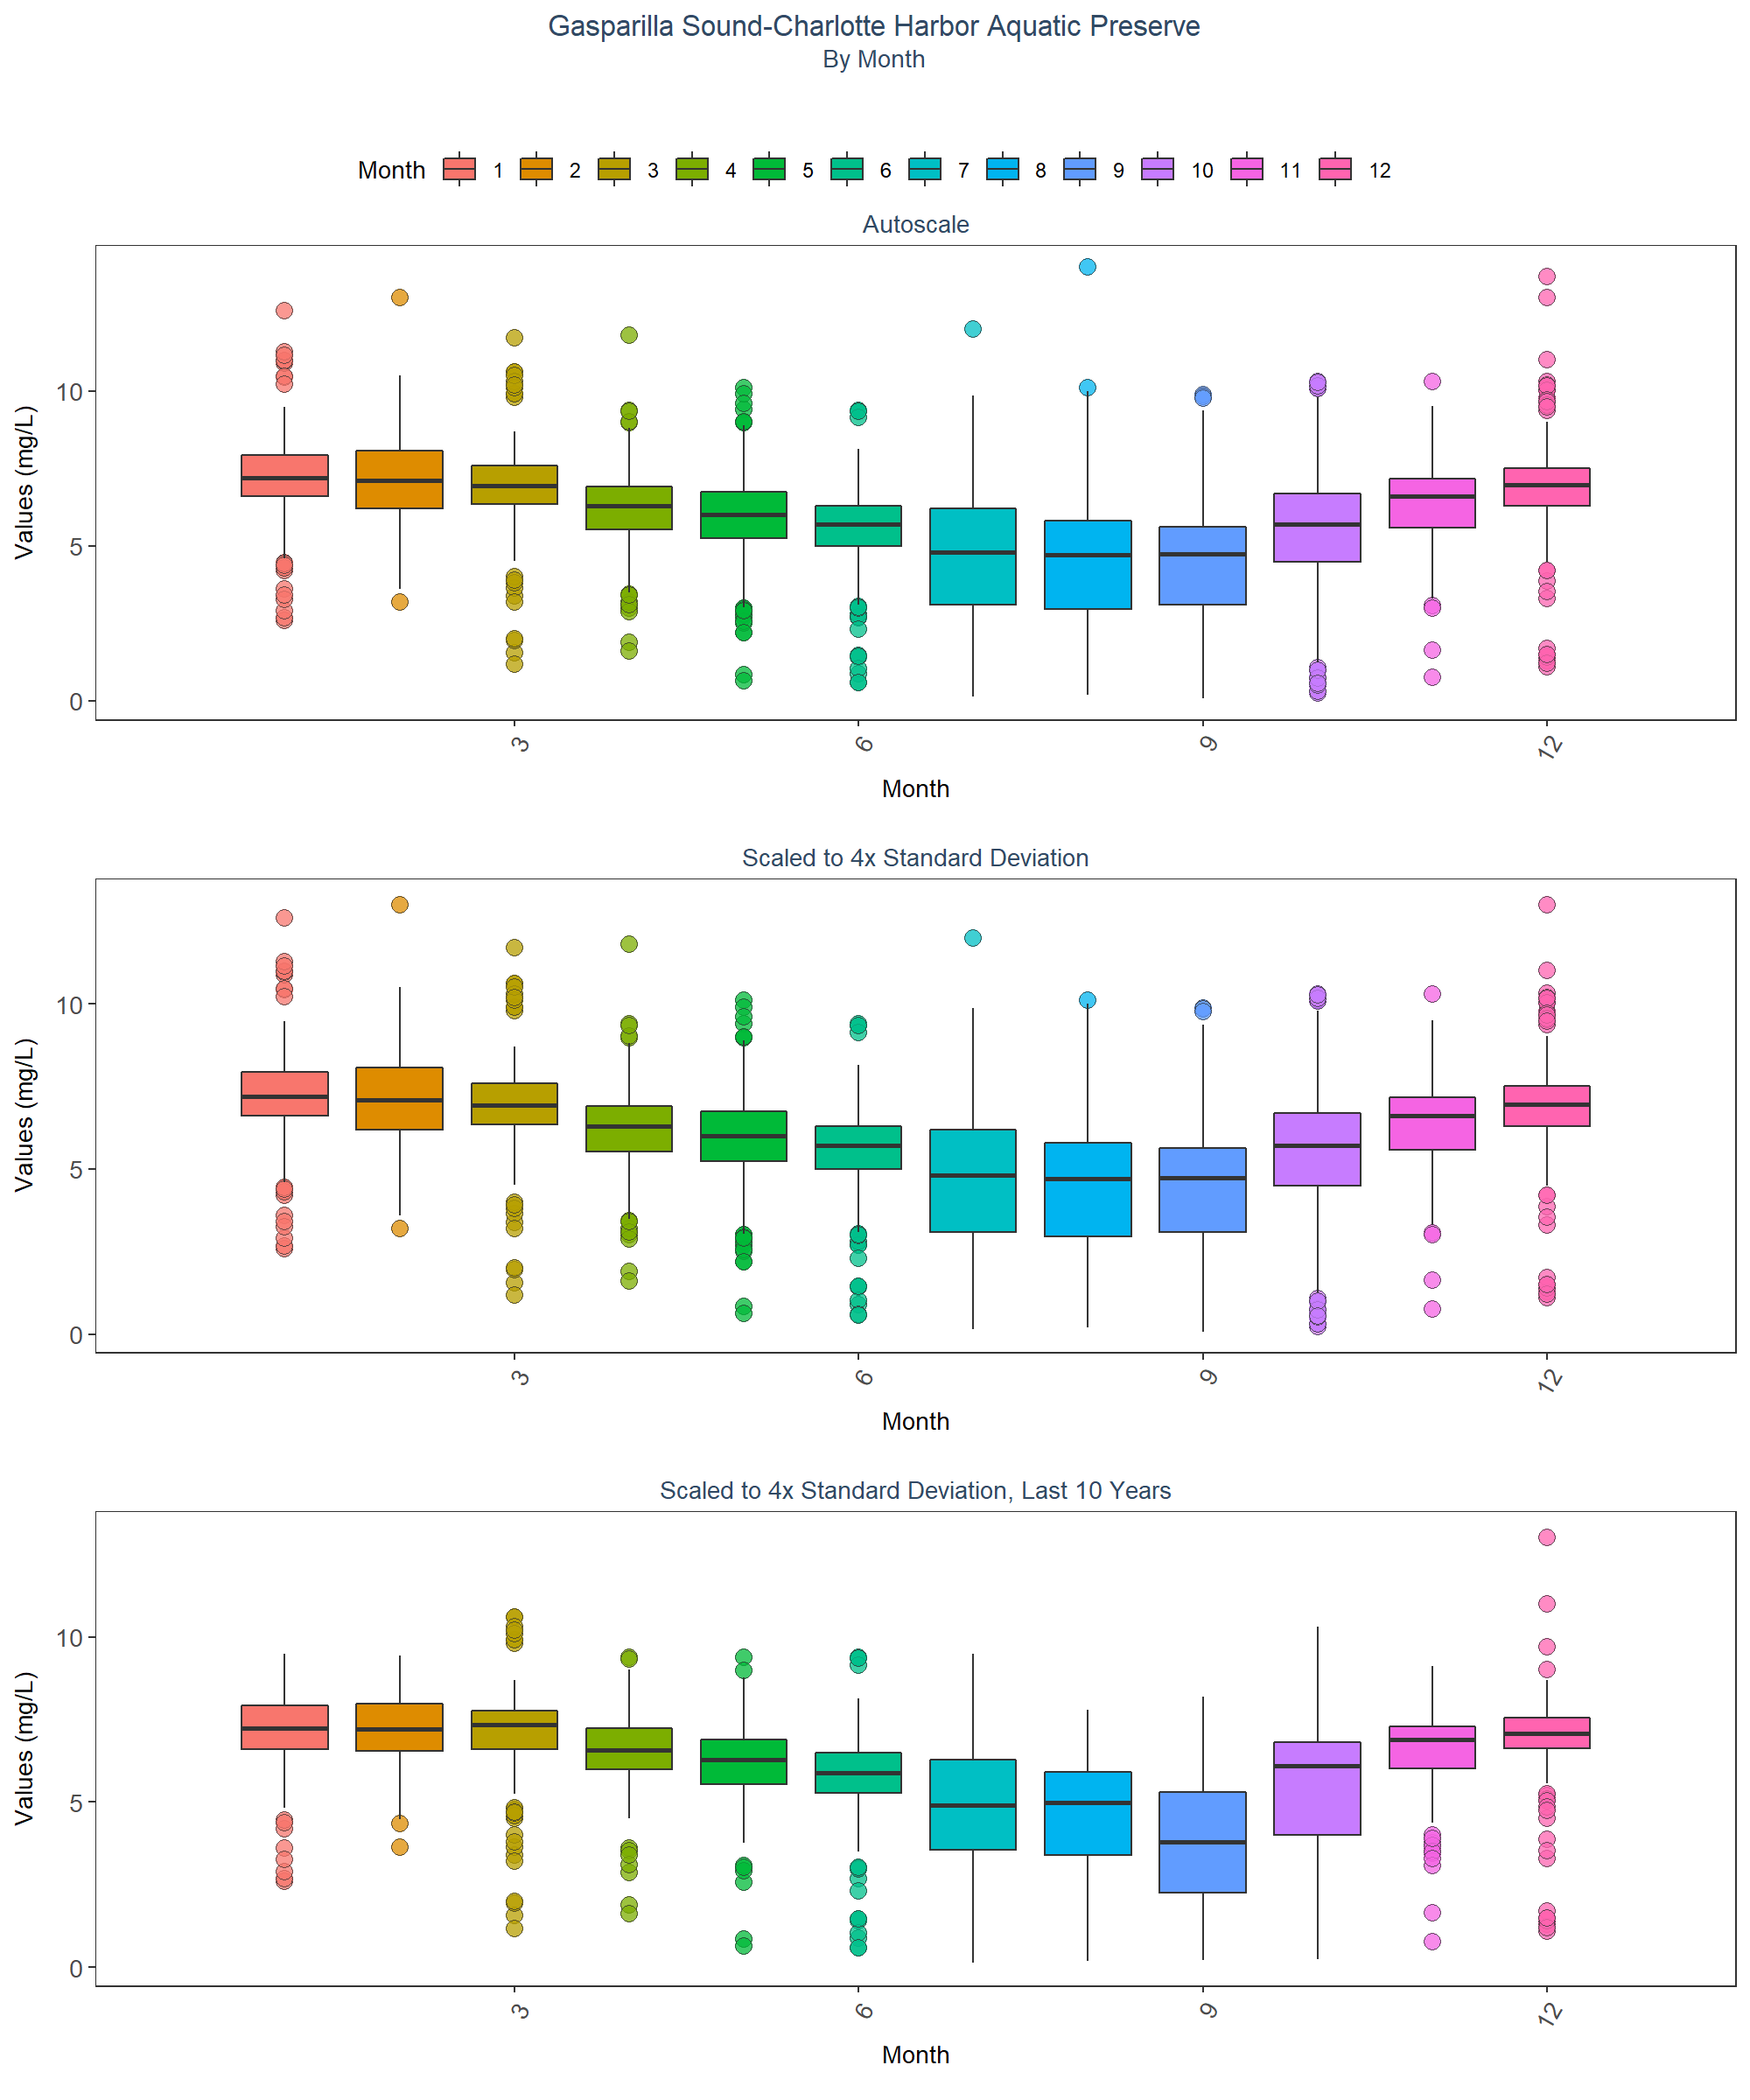 Gasparilla Sound-Charlotte Harbor Aquatic Preserve
By Month
Month 1 2 3 4 5 6 7 8 9 10 11 12
Autoscale
Values (mg/L)
10
5
0
3 6 9 12
Month
Scaled to 4x Standard Deviation
Values (mg/L)
10
5
0
3 6 9 12
Month
Scaled to 4x Standard Deviation, Last 10 Years
Values (mg/L)
10
5
0
3 6 9 12
Month